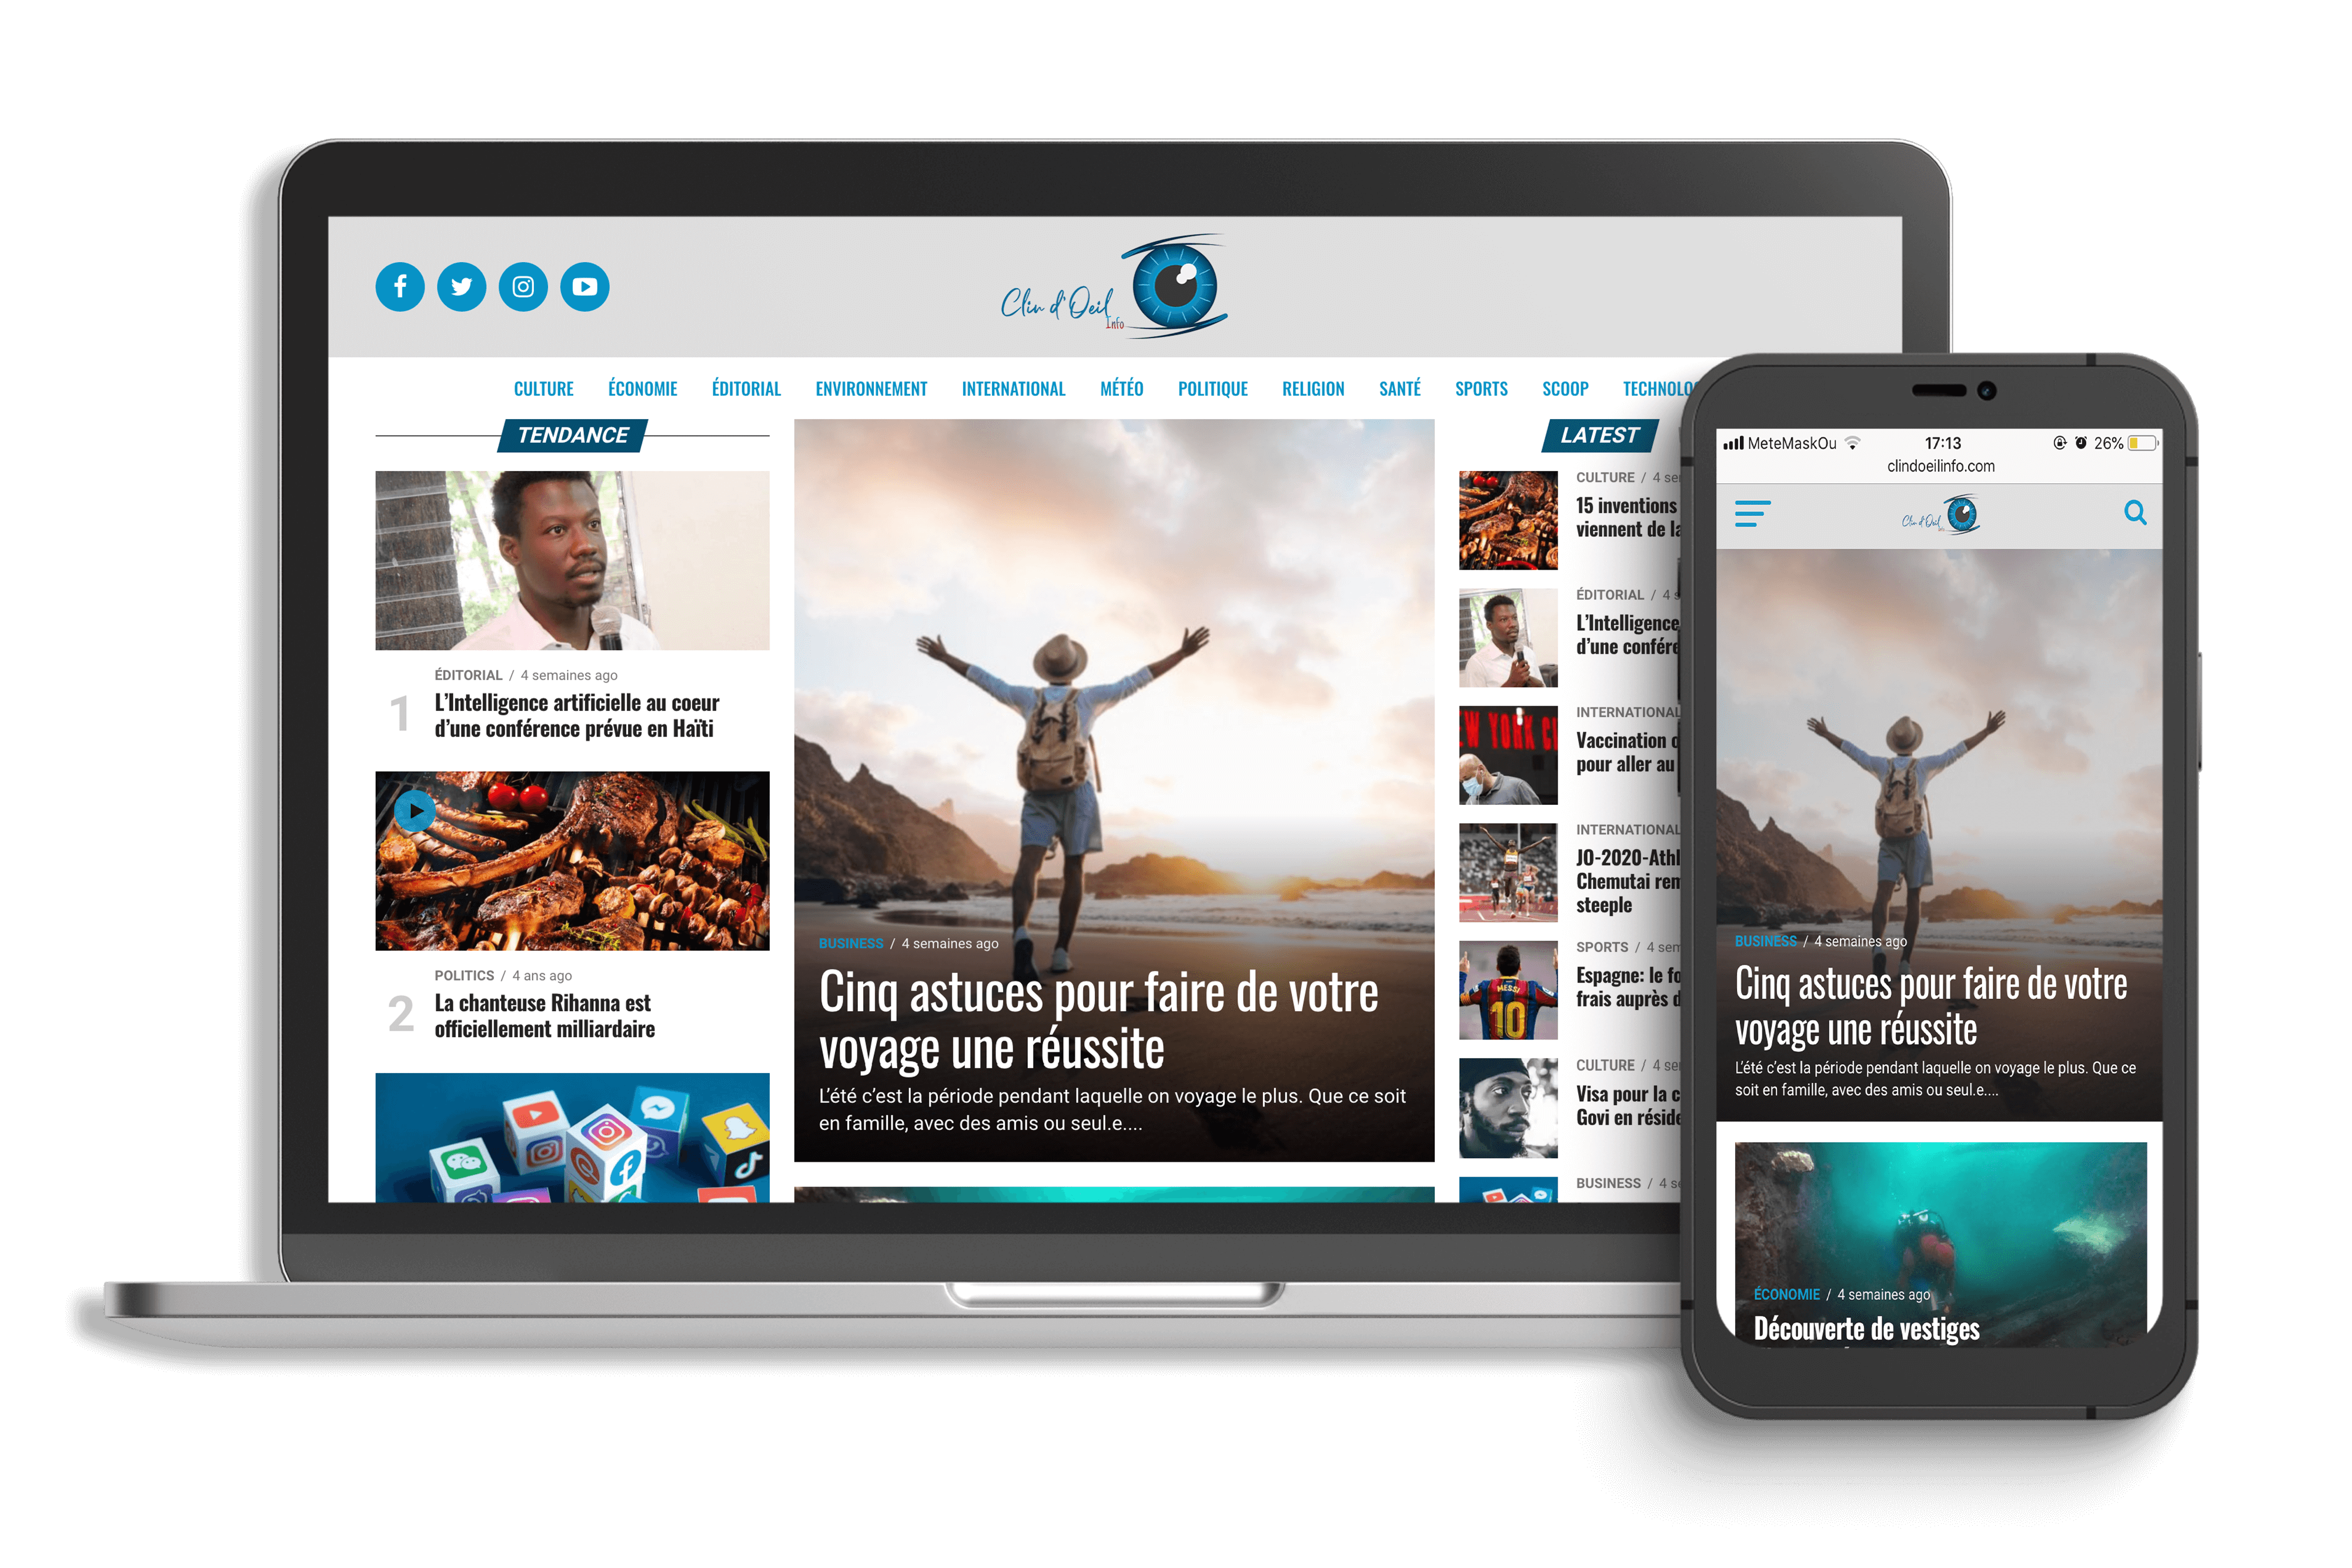 Clin d'Oeil
Info
CULTURE ÉCONOMIE ÉDITORIAL ENVIRONNEMENT INTERNATIONAL MÉTÉO POLITIQUE RELIGION SANTÉ SPORTS SCOOP TECHNOLO
TENDANCE
ÉDITORIAL / 4 semaines ago
1
L'Intelligence artificielle au coeur
d'une conférence prévue en Haïti
POLITICS / 4 ans ago
2
La chanteuse Rihanna est
officiellement milliardaire
BUSINESS / 4 semaines ago
Cinq astuces pour faire de votre
voyage une réussite
L'été c'est la période pendant laquelle on voyage le plus. Que ce soit
en famille, avec des amis ou seul.e....
LATEST
CULTURE / 4 se
15 inventions
viennent de la
ÉDITORIAL / 4 s
L'Intelligence
d'une confére
EW YORK CI
INTERNATIONAL
Vaccination
pour aller au
INTERNATIONAL
JO-2020-Athl
Chemutai rem
steeple
MESSI
10
SPORTS / 4 sem
Espagne: le fo
frais auprès d
CULTURE / 4 se
Visa pour la c
Govi en réside
BUSINESS / 4 s
MeteMaskOu 17:13 26%
clindoeilinfo.com
Clin d'Oeil
BUSINESS / 4 semaines ago
Cinq astuces pour faire de votre
voyage une réussite
L'été c'est la période pendant laquelle on voyage le plus. Que ce
soit en famille, avec des amis ou seul.e....
ÉCONOMIE / 4 semaines ago
Découverte de vestiges